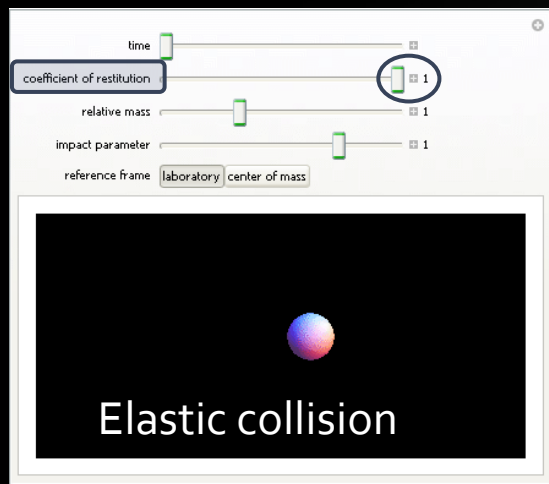 time
coefficient of restitution 1
relative mass 1
impact parameter 1
reference frame laboratory center of mass
Elastic collision